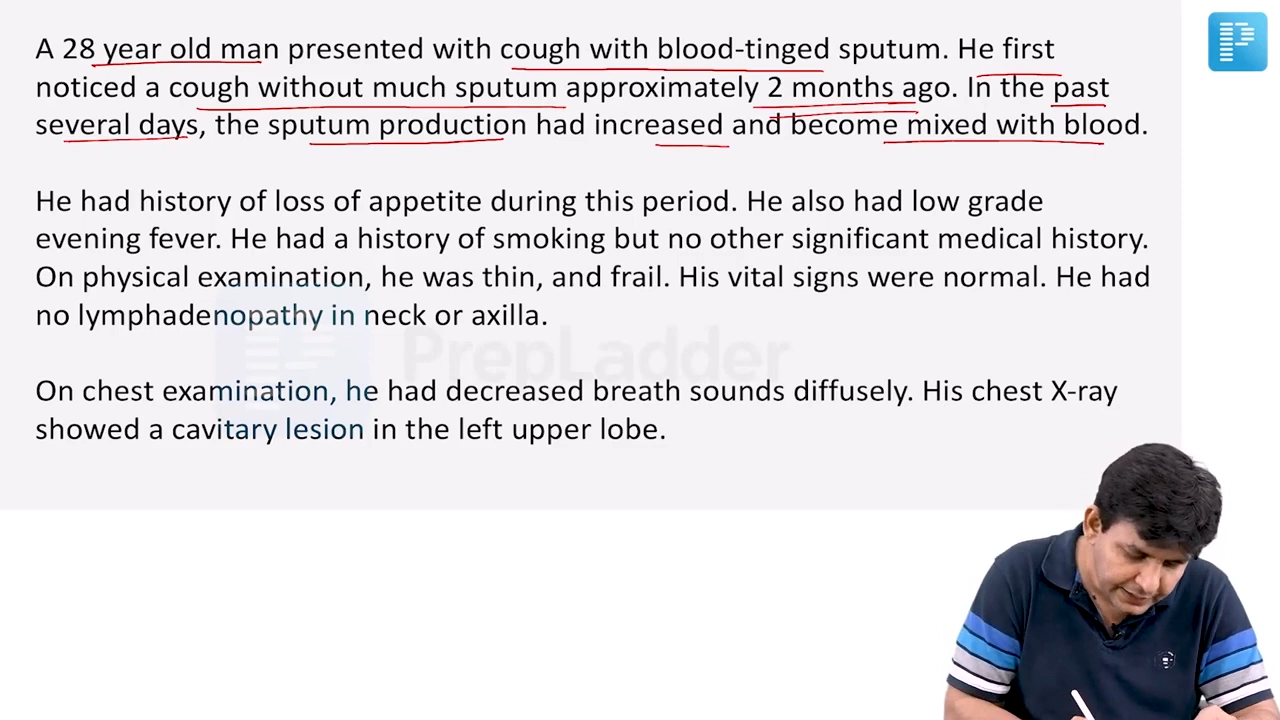 A 28 year old man presented with cough with blood-tinged sputum. He first
noticed a cough without much sputum approximately 2 months ago. In the past
several days, the sputum production had increased and become mixed with blood.
He had history of loss of appetite during this period. He also had low grade
evening fever. He had a history of smoking but no other significant medical history.
On physical examination, he was thin, and frail. His vital signs were normal. He had
no lymphadenopathy in neck or axilla.
PrepLadder
On chest examination, he had decreased breath sounds diffusely. His chest X-ray
showed a cavitary lesion in the left upper lobe.